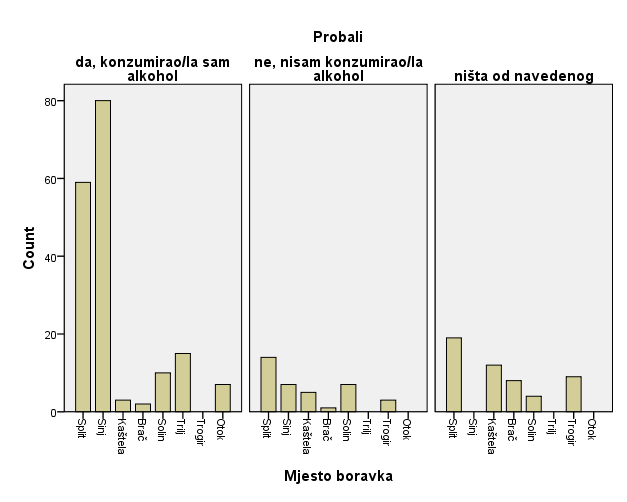 Probali
da, konzumirao/la sam
alkohol
ne, nisam konzumirao/la
alkohol
ništa od navedenog
Count
80
60
40
20
0
Split
Sinj
Kaštela
Brač
Solin
Trilj
Trogir
Otok
Split
Sinj
Kaštela
Brač
Solin
Trilj
Trogir
Otok
Split
Sinj
Kaštela
Brač
Solin
Trilj
Trogir
Otok
Mjesto boravka